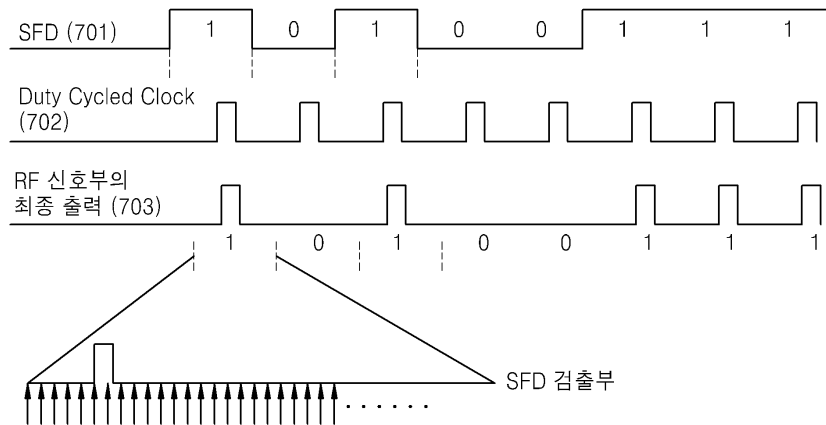 SFD (701) 1 0 1 0 0 1 1 1
Duty Cycled Clock
(702)
RF 신호부의
최종 출력 (703)
1 0 1 0 0 1 1 1
SFD 검출부